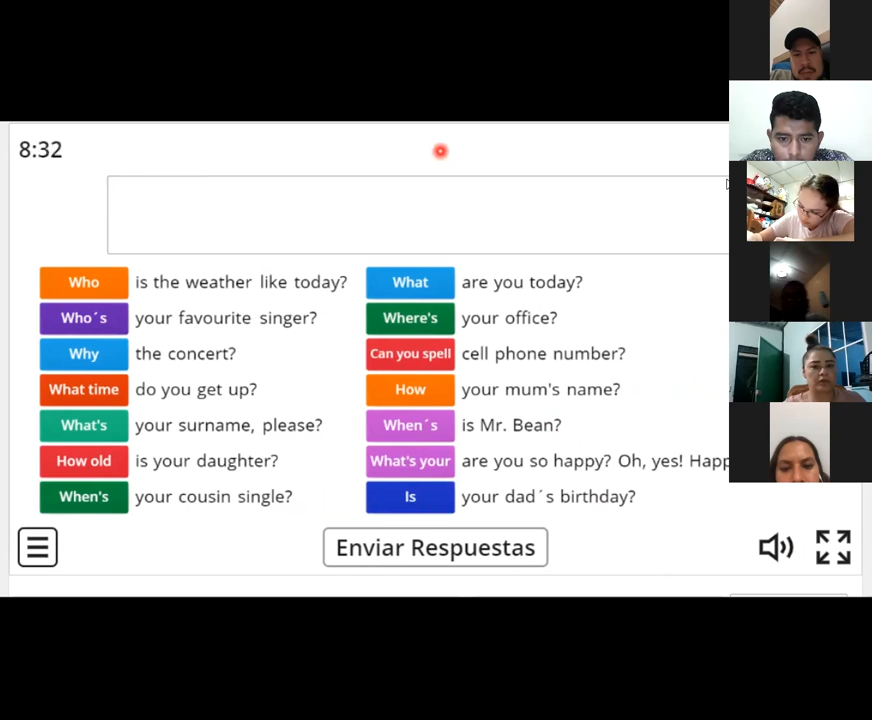 8:32
Who is the weather like today?
Who´s your favourite singer?
Why the concert?
What time do you get up?
What's your surname, please?
How old is your daughter?
When's your cousin single?
What are you today?
Where's your office?
Can you spell cell phone number?
How your mum's name?
When´s is Mr. Bean?
What's your are you so happy? Oh, yes! Happ
Is your dad´s birthday?
Enviar Respuestas